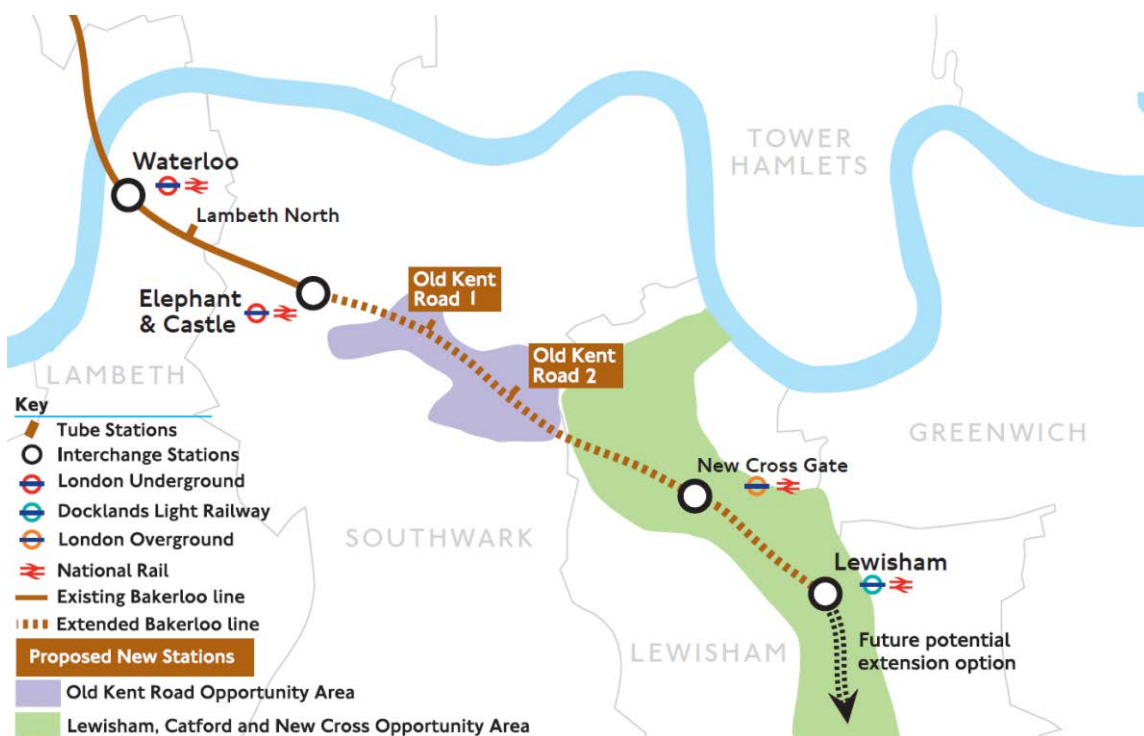 TOWER
HAMLETS
Waterloo
Lambeth North
Old Kent
Road 1
Elephant
& Castle
Old Kent
Road 2
LAMBETH
GREENWICH
New Cross Gate
SOUTHWARK
Lewisham
LEWISHAM
Future potential
extension option
Key
Tube Stations
Interchange Stations
London Underground
Docklands Light Railway
London Overground
National Rail
Existing Bakerloo line
Extended Bakerloo line
Proposed New Stations
Old Kent Road Opportunity Area
Lewisham, Catford and New Cross Opportunity Area